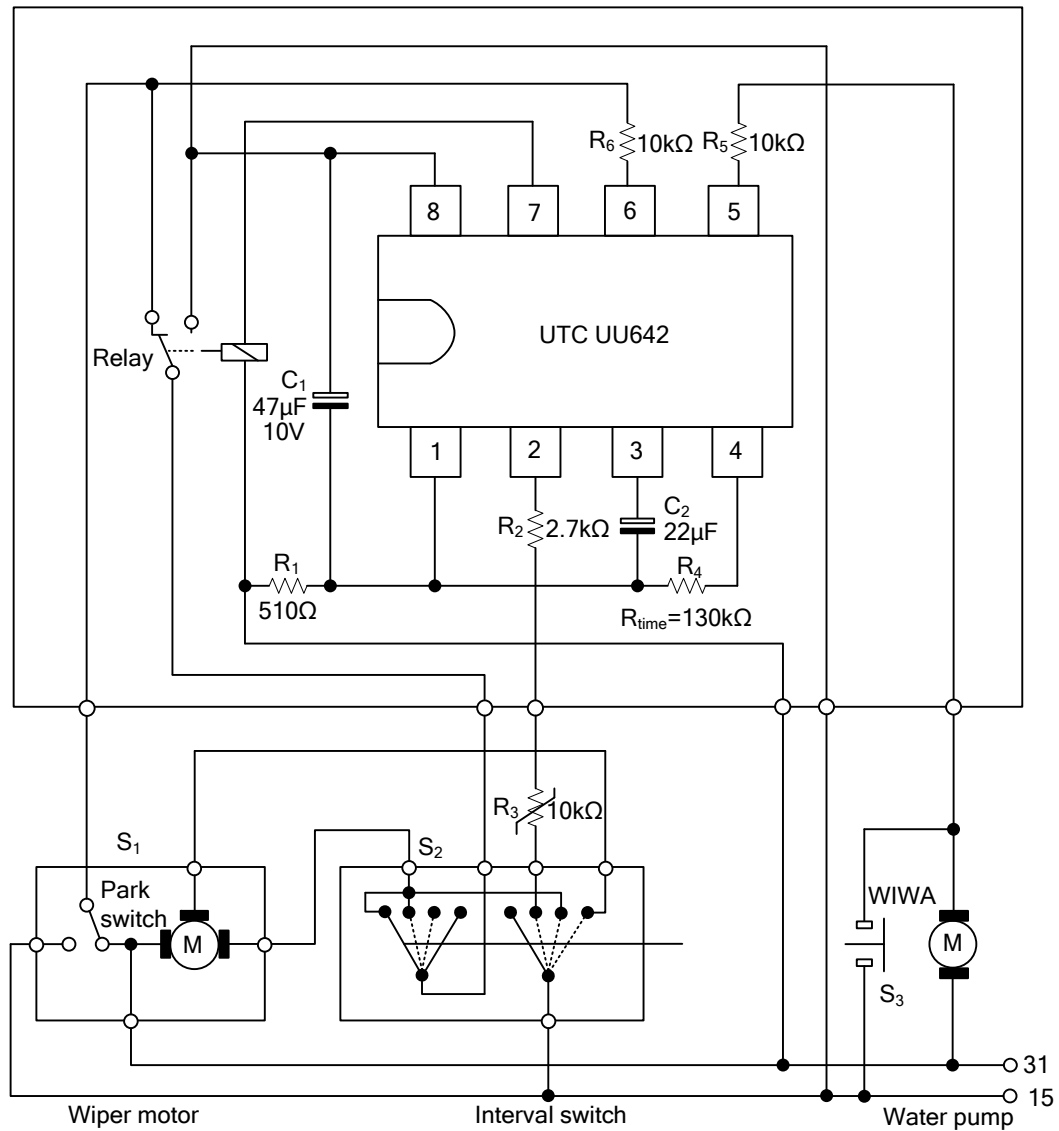 R6 10kΩ R5 10kΩ
8 7 6 5
UTC UU642
Relay
C1
47µF
10V
1 2 3 4
R2 2.7kΩ
C2
22µF
R1
510Ω
R4
Rtime=130kΩ
R3 10kΩ
S1
S2
Park
switch
WIWA
M
M
S3
31
15
Wiper motor
Interval switch
Water pump